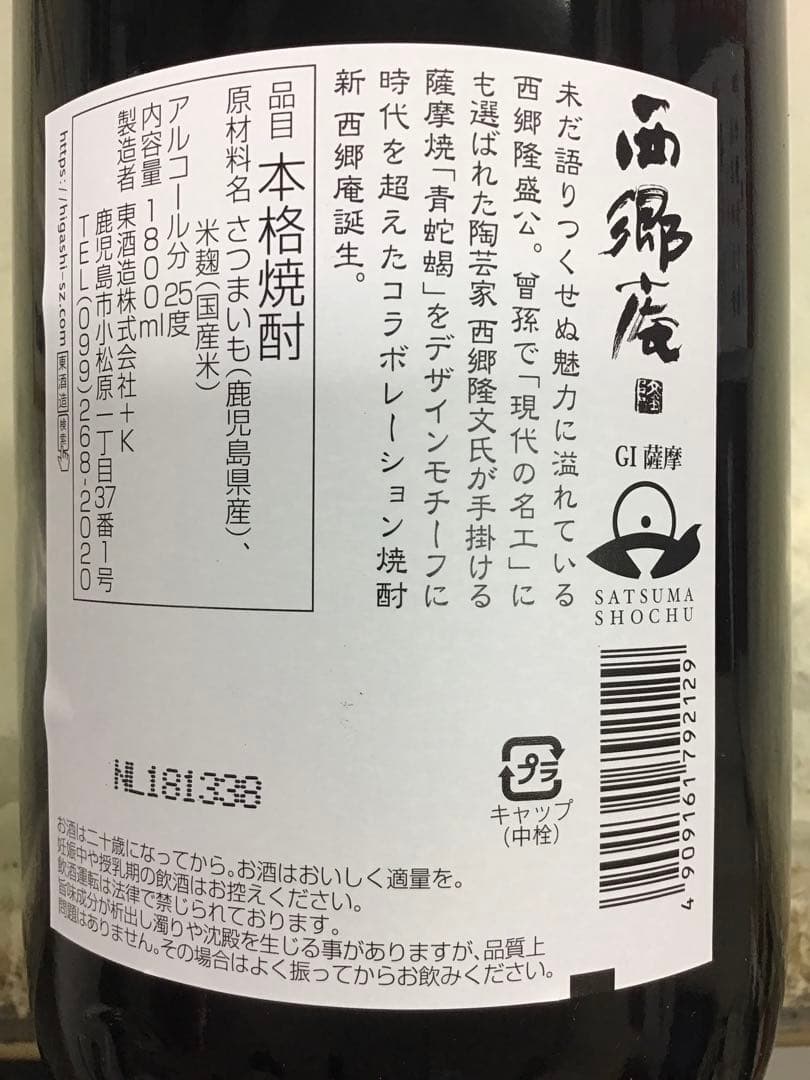 西郷庵
GI 薩摩
SATSUMA
SHOCHU
4 909161 792129
未だ語りつくせぬ魅力に溢れている
西郷隆盛公。曾孫で「現代の名工」に
も選ばれた陶芸家 西郷隆文氏が手掛ける
薩摩焼「青蛇蝎」をデザインモチーフに
時代を超えたコラボレーション焼酎
新 西郷庵誕生。
品目 本格焼酎
原材料名 さつまいも(鹿児島県産)、
米麹(国産米)
アルコール分 25度
内容量 1800ml
製造者 東酒造株式会社+K
鹿児島市小松原一丁目37番1号
TEL(099)268-2020
https://higashi-sz.com 東酒造 検索
プラ
キャップ
(中栓)
NL181338
お酒は二十歳になってから。お酒はおいしく適量を。
妊娠中や授乳期の飲酒はお控えください。
飲酒運転は法律で禁じられております。
旨味成分が析出し濁りや沈殿を生じる事がありますが、品質上
問題はありません。その場合はよく振ってからお飲みください。